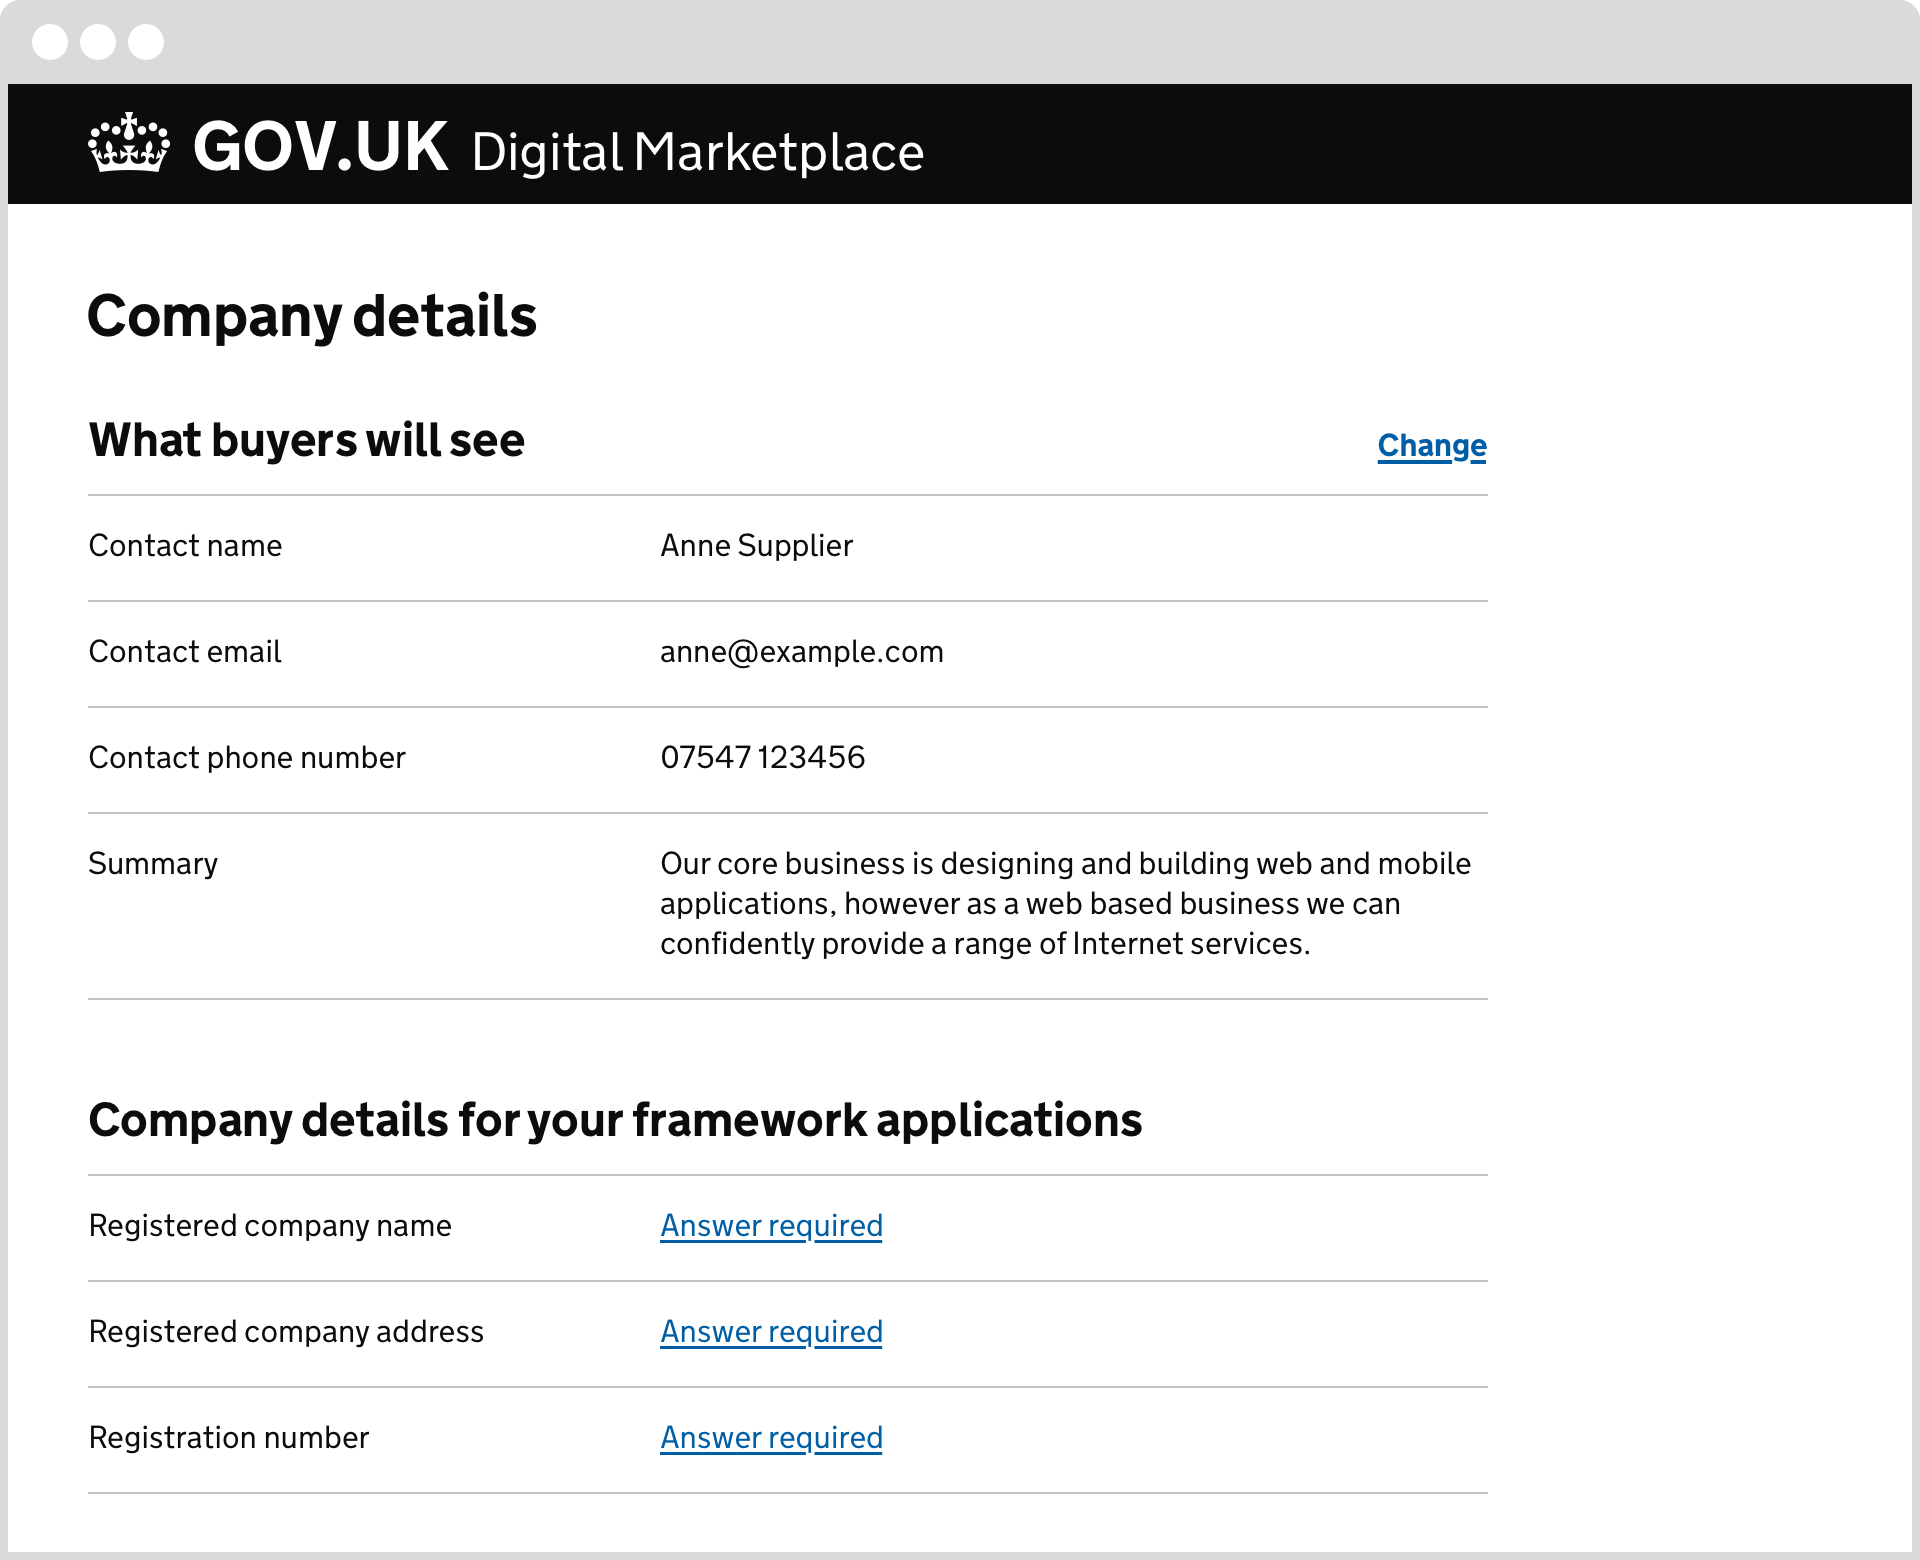 GOV.UK Digital Marketplace
Company details
What buyers will see
Change
Contact name
Anne Supplier
Contact email
anne@example.com
Contact phone number
07547 123456
Summary
Our core business is designing and building web and mobile
applications, however as a web based business we can
confidently provide a range of Internet services.
Company details for your framework applications
Registered company name
Answer required
Registered company address
Answer required
Registration number
Answer required